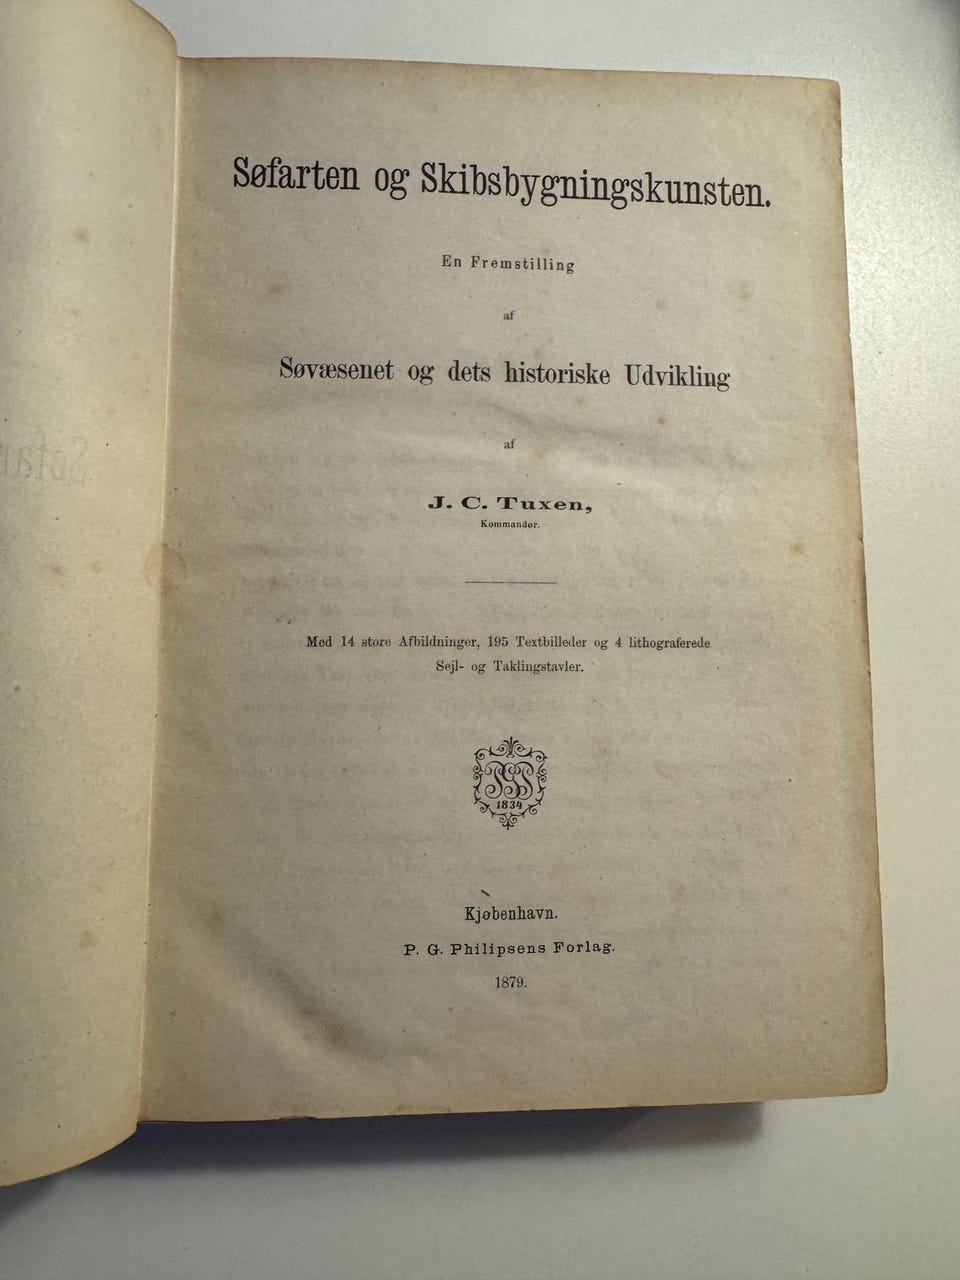 Søfarten og Skibsbygningskunsten.
En Fremstilling
af
Søvæsenet og dets historiske Udvikling
af
J. C. Tuxen,
Kommandør.
Med 14 store Afbildninger, 195 Textbilleder og 4 lithograferede
Sejl- og Taklingstavler.
1834
Kjøbenhavn.
P. G. Philipsens Forlag.
1879.